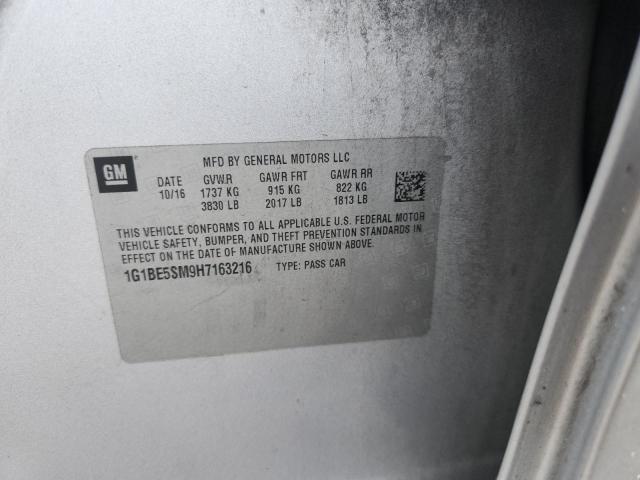 GM
MFD BY GENERAL MOTORS LLC
DATE GVWR GAWR FRT GAWR RR
10/16 1737 KG 915 KG 822 KG
3830 LB 2017 LB 1813 LB
THIS VEHICLE CONFORMS TO ALL APPLICABLE U.S. FEDERAL MOTOR
VEHICLE SAFETY, BUMPER, AND THEFT PREVENTION STANDARDS IN
EFFECT ON THE DATE OF MANUFACTURE SHOWN ABOVE.
1G1BE5SM9H7163216 TYPE: PASS CAR